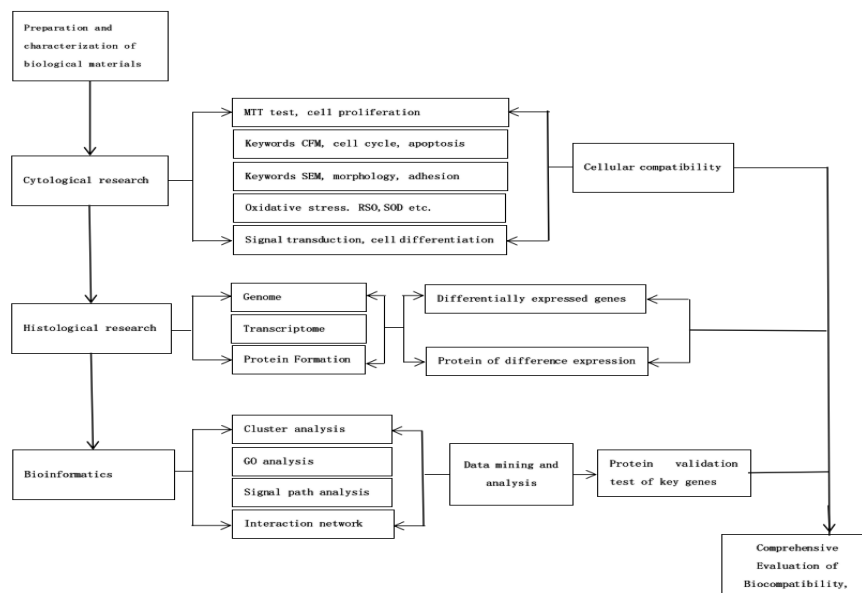 Preparation and
characterization of
biological materials
MTT test, cell proliferation
Keywords CFM, cell cycle, apoptosis
Cytological research
Keywords SEM, morphology, adhesion
Cellular compatibility
Oxidative stress. RSO,SOD etc.
Signal transduction, cell differentiation
Genome
Differentially expressed genes
Histological research
Transcriptome
Protein Formation
Protein of difference expression
Cluster analysis
GO analysis
Bioinformatics
Signal path analysis
Interaction network
Data mining and
analysis
Protein validation
test of key genes
Comprehensive
Evaluation of
Biocompatibility,